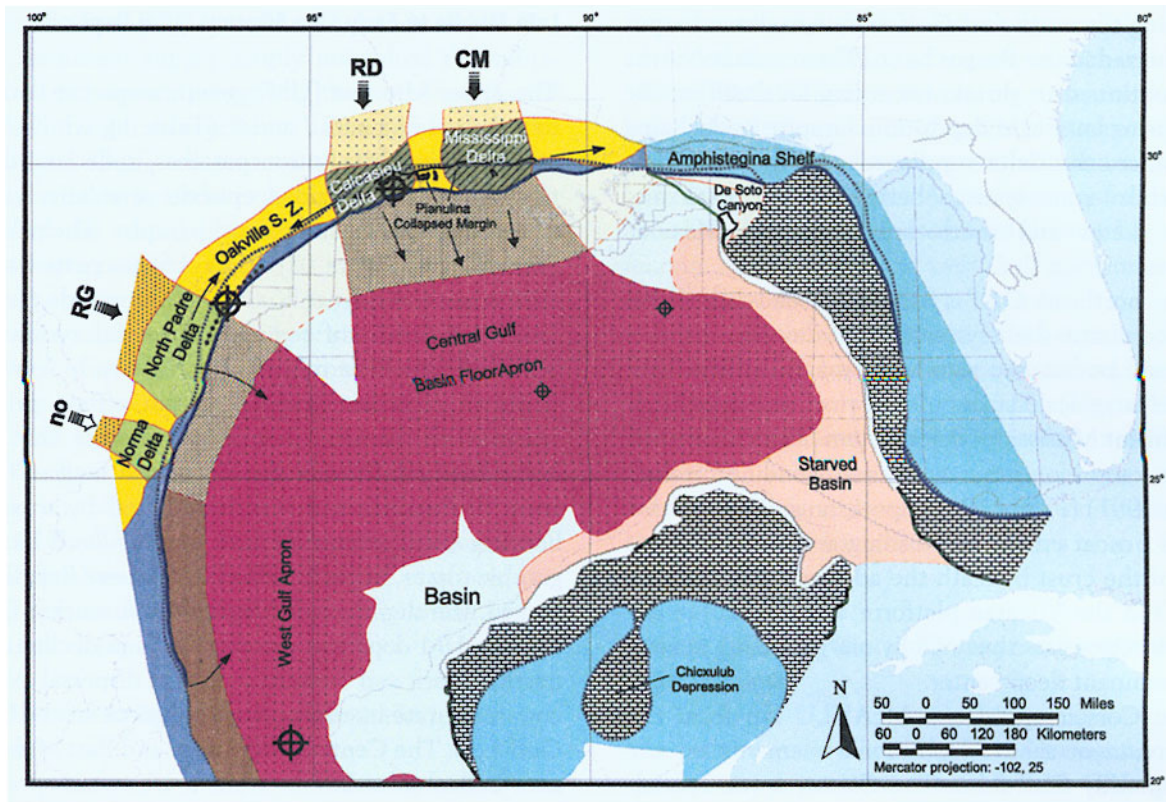 100°
95°
90°
85°
80°
RD
CM
Mississippi
Delta
30°
Amphistegina Shelf
Calcasieu
Delta
De Soto
Canyon
Planulina
Collapsed Margin
Oakville S. Z.
RG
North Padre
Delta
Central Gulf
Basin Floor Apron
no
Norma
Delta
Starved
Basin
25°
West Gulf Apron
Basin
Chicxulub
Depression
N
50 0 50 100 150 Miles
60 0 60 120 180 Kilometers
Mercator projection: -102, 25
20°